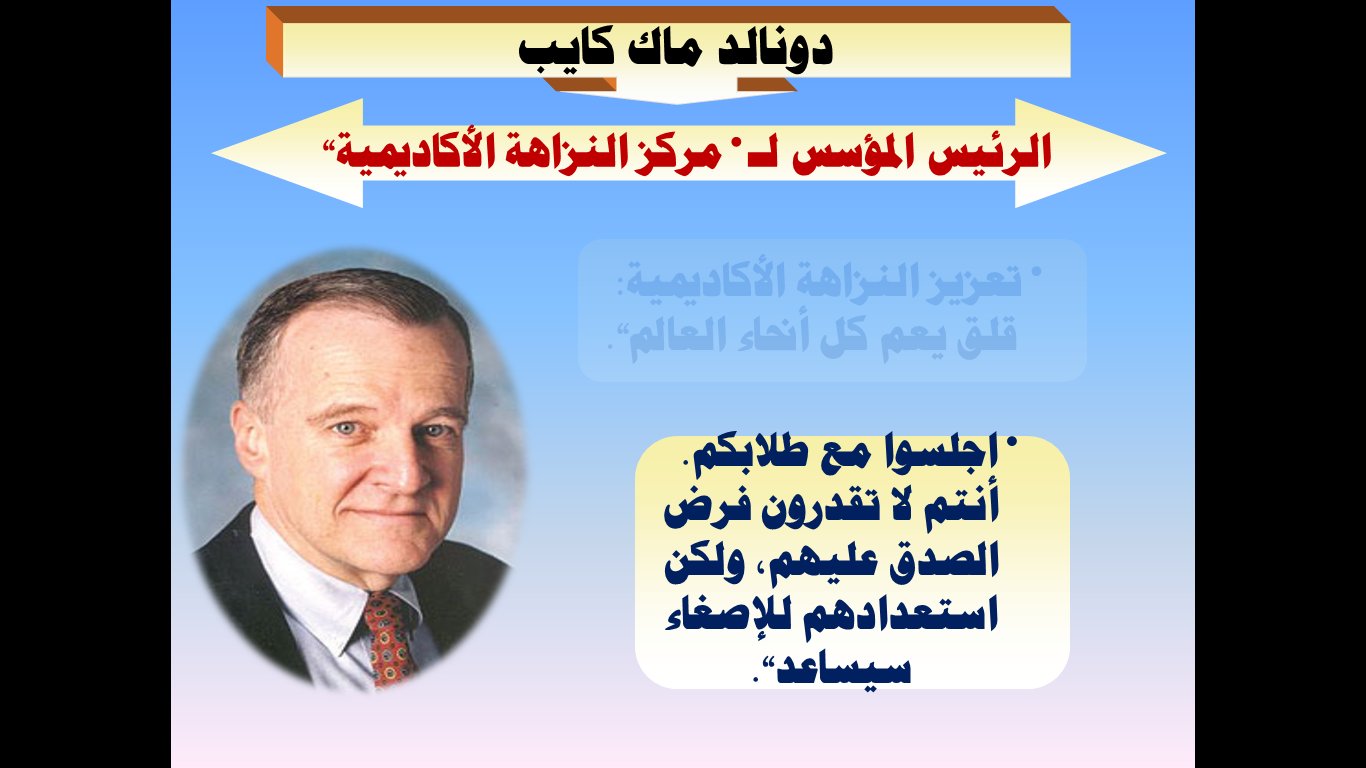 دونالد ماك كايب
الرئيس المؤسس لـ • مركز النزاهة الأكاديمية“
• تعزيز النزاهة الأكاديمية:
قلق يعم كل أنحاء العالم“.
• اجلسوا مع طلابكم.
أنتم لا تقدرون فرض
الصدق عليهم، ولكن
استعدادهم للإصغاء
سيساعد“.